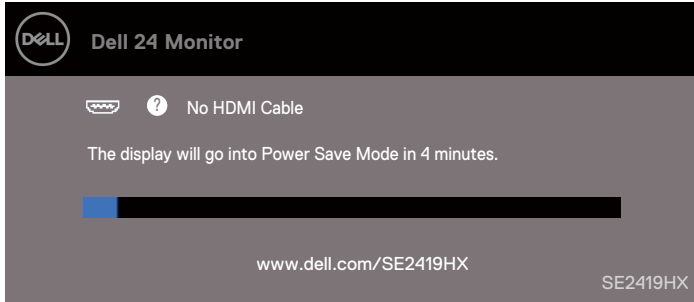 DELL
Dell 24 Monitor
? No HDMI Cable
The display will go into Power Save Mode in 4 minutes.
www.dell.com/SE2419HX
SE2419HX